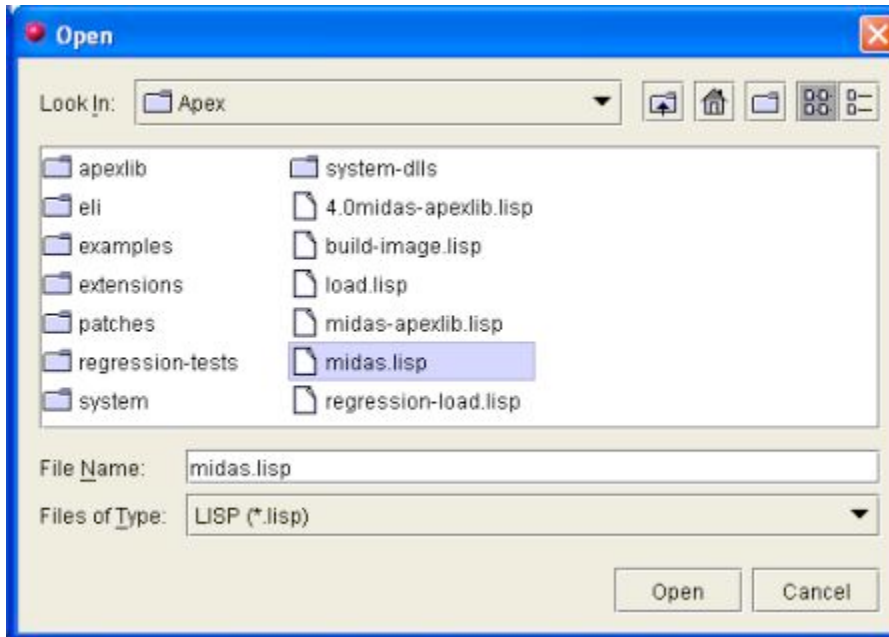 Open
Look In: Apex
apexlib
eli
examples
extensions
patches
regression-tests
system
system-dlls
4.0midas-apexlib.lisp
build-image.lisp
load.lisp
midas-apexlib.lisp
midas.lisp
regression-load.lisp
File Name: midas.lisp
Files of Type: LISP (*.lisp)
Open Cancel